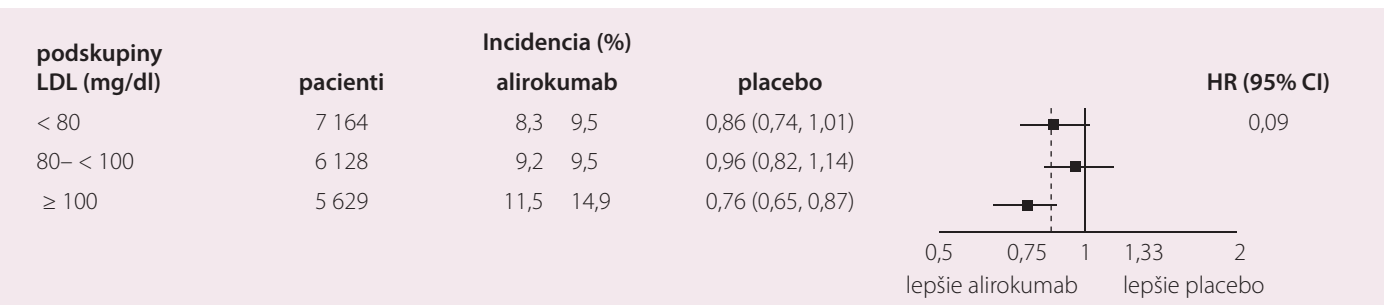 podskupiny
LDL (mg/dl) pacienti Incidencia (%) alirokumab placebo HR (95% CI)
< 80 7 164 8,3 9,5 0,86 (0,74, 1,01) 0,09
80– < 100 6 128 9,2 9,5 0,96 (0,82, 1,14)
≥ 100 5 629 11,5 14,9 0,76 (0,65, 0,87)
0,5 0,75 1 1,33 2
lepšie alirokumab lepšie placebo